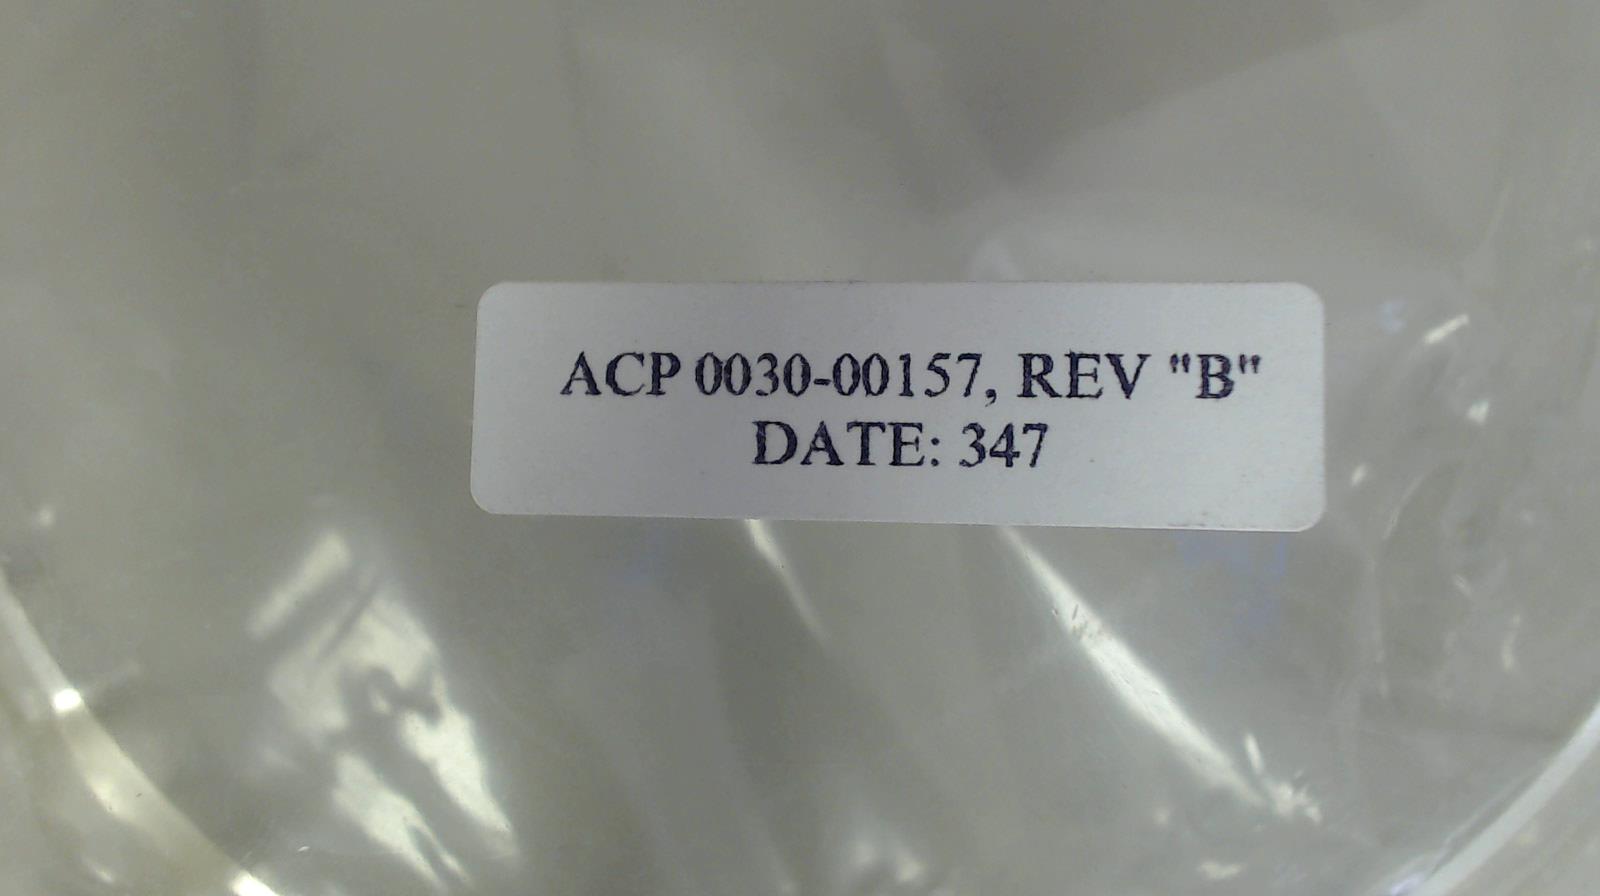 ACP 0030-00157, REV "B"
DATE: 347